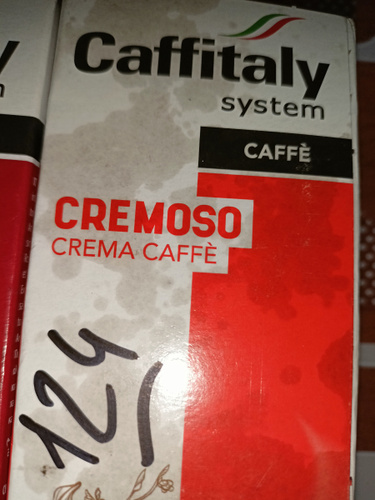 Caffitaly
system
CAFFÈ
CREMOSO
CREMA CAFFÈ
124